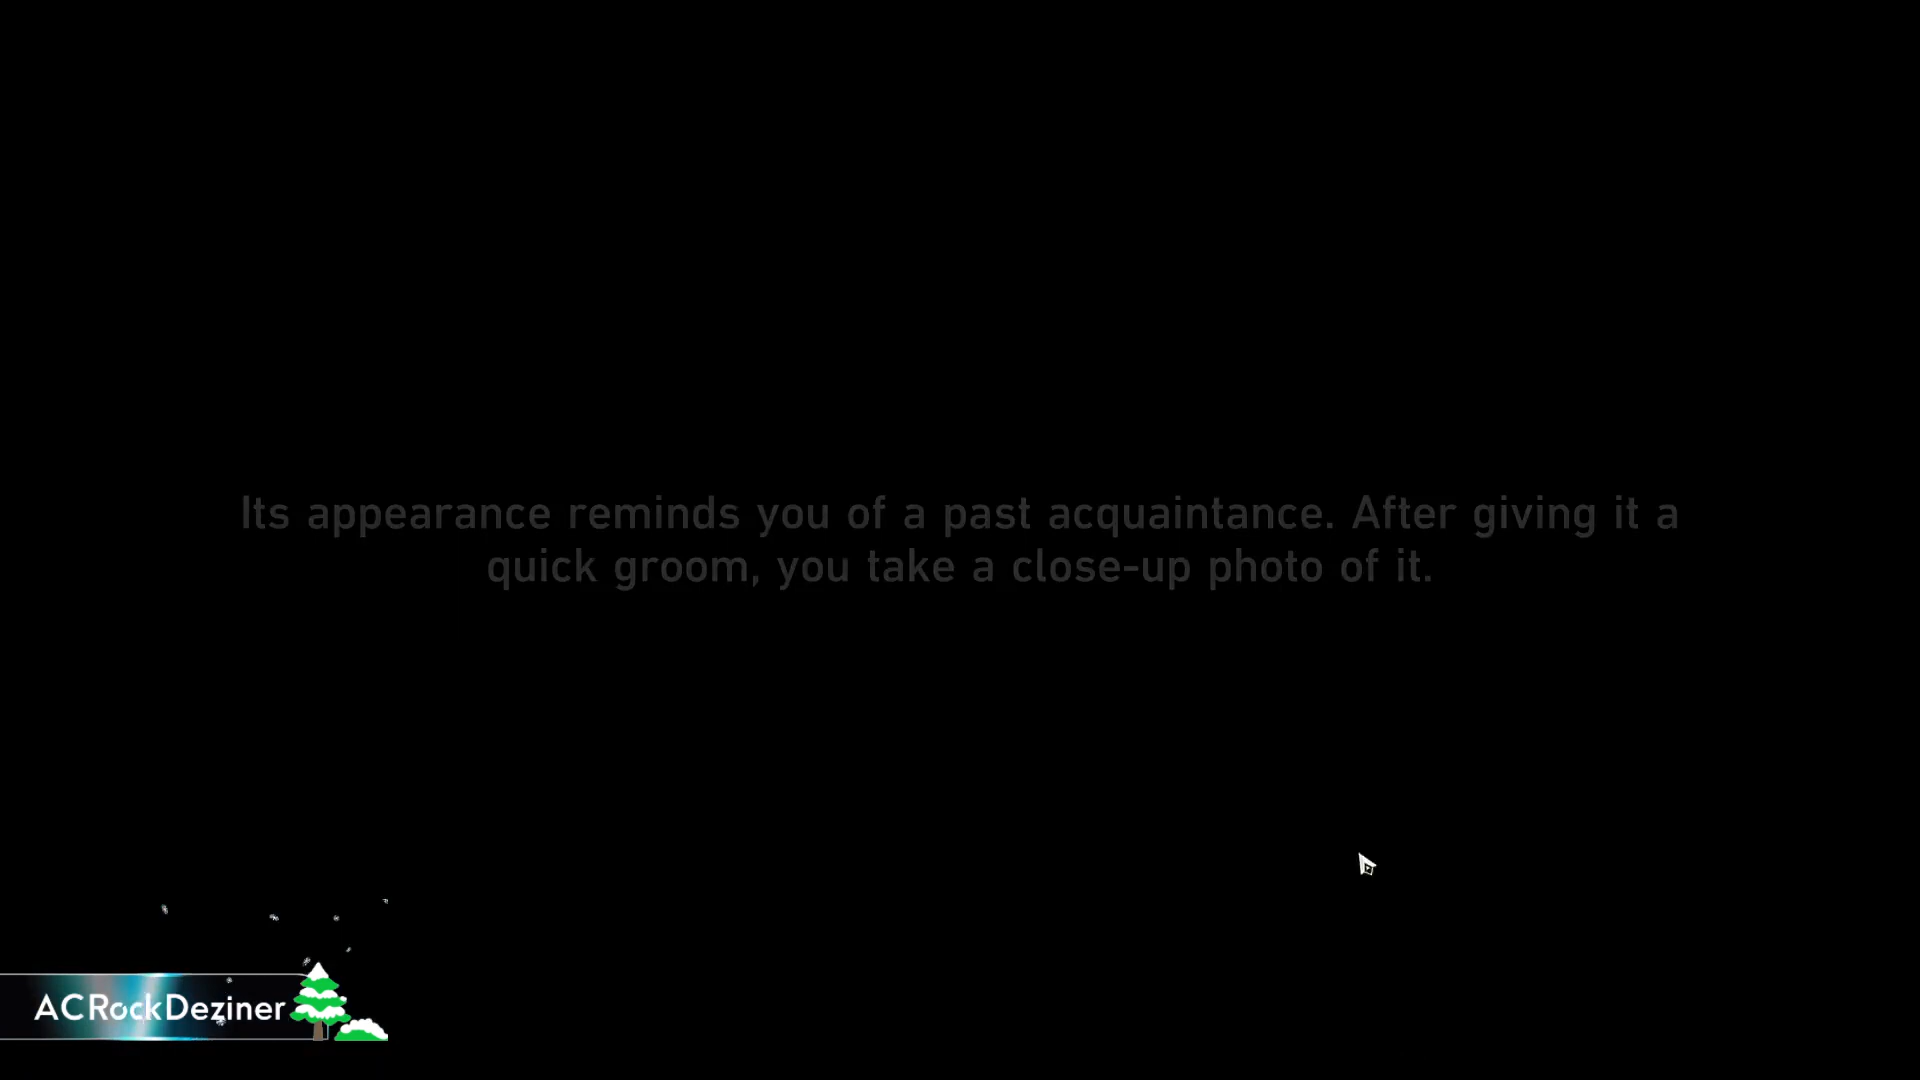 Its appearance reminds you of a past acquaintance. After giving it a
quick groom, you take a close-up photo of it.
ACRockDeziner